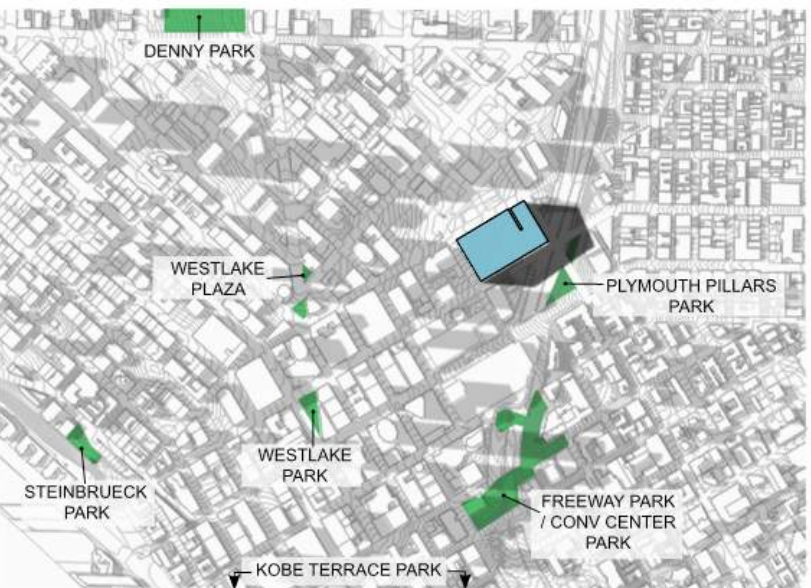 DENNY PARK
WESTLAKE
PLAZA
PLYMOUTH PILLARS
PARK
WESTLAKE
PARK
STEINBRUECK
PARK
FREEWAY PARK
/ CONV CENTER
PARK
KOBE TERRACE PARK